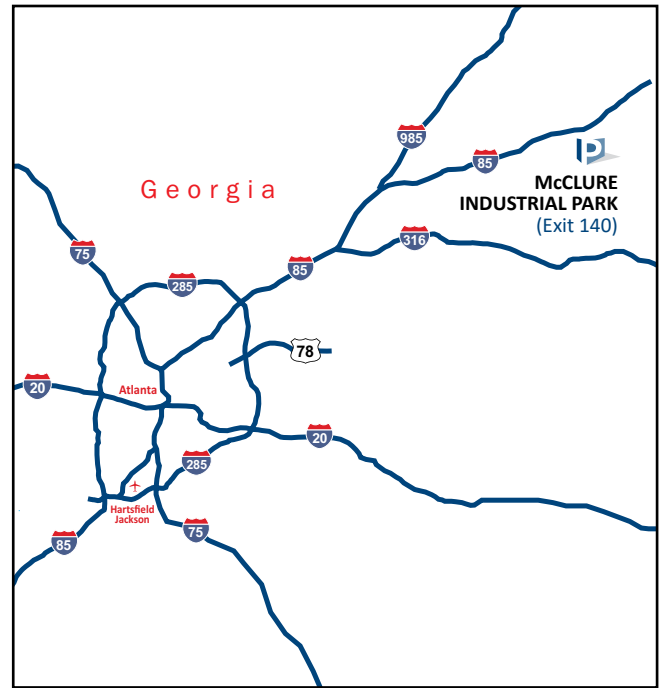 985
85
P
McCLURE
INDUSTRIAL PARK
(Exit 140)
Georgia
316
75
85
285
78
20
Atlanta
20
285
Hartsfield
Jackson
75
85